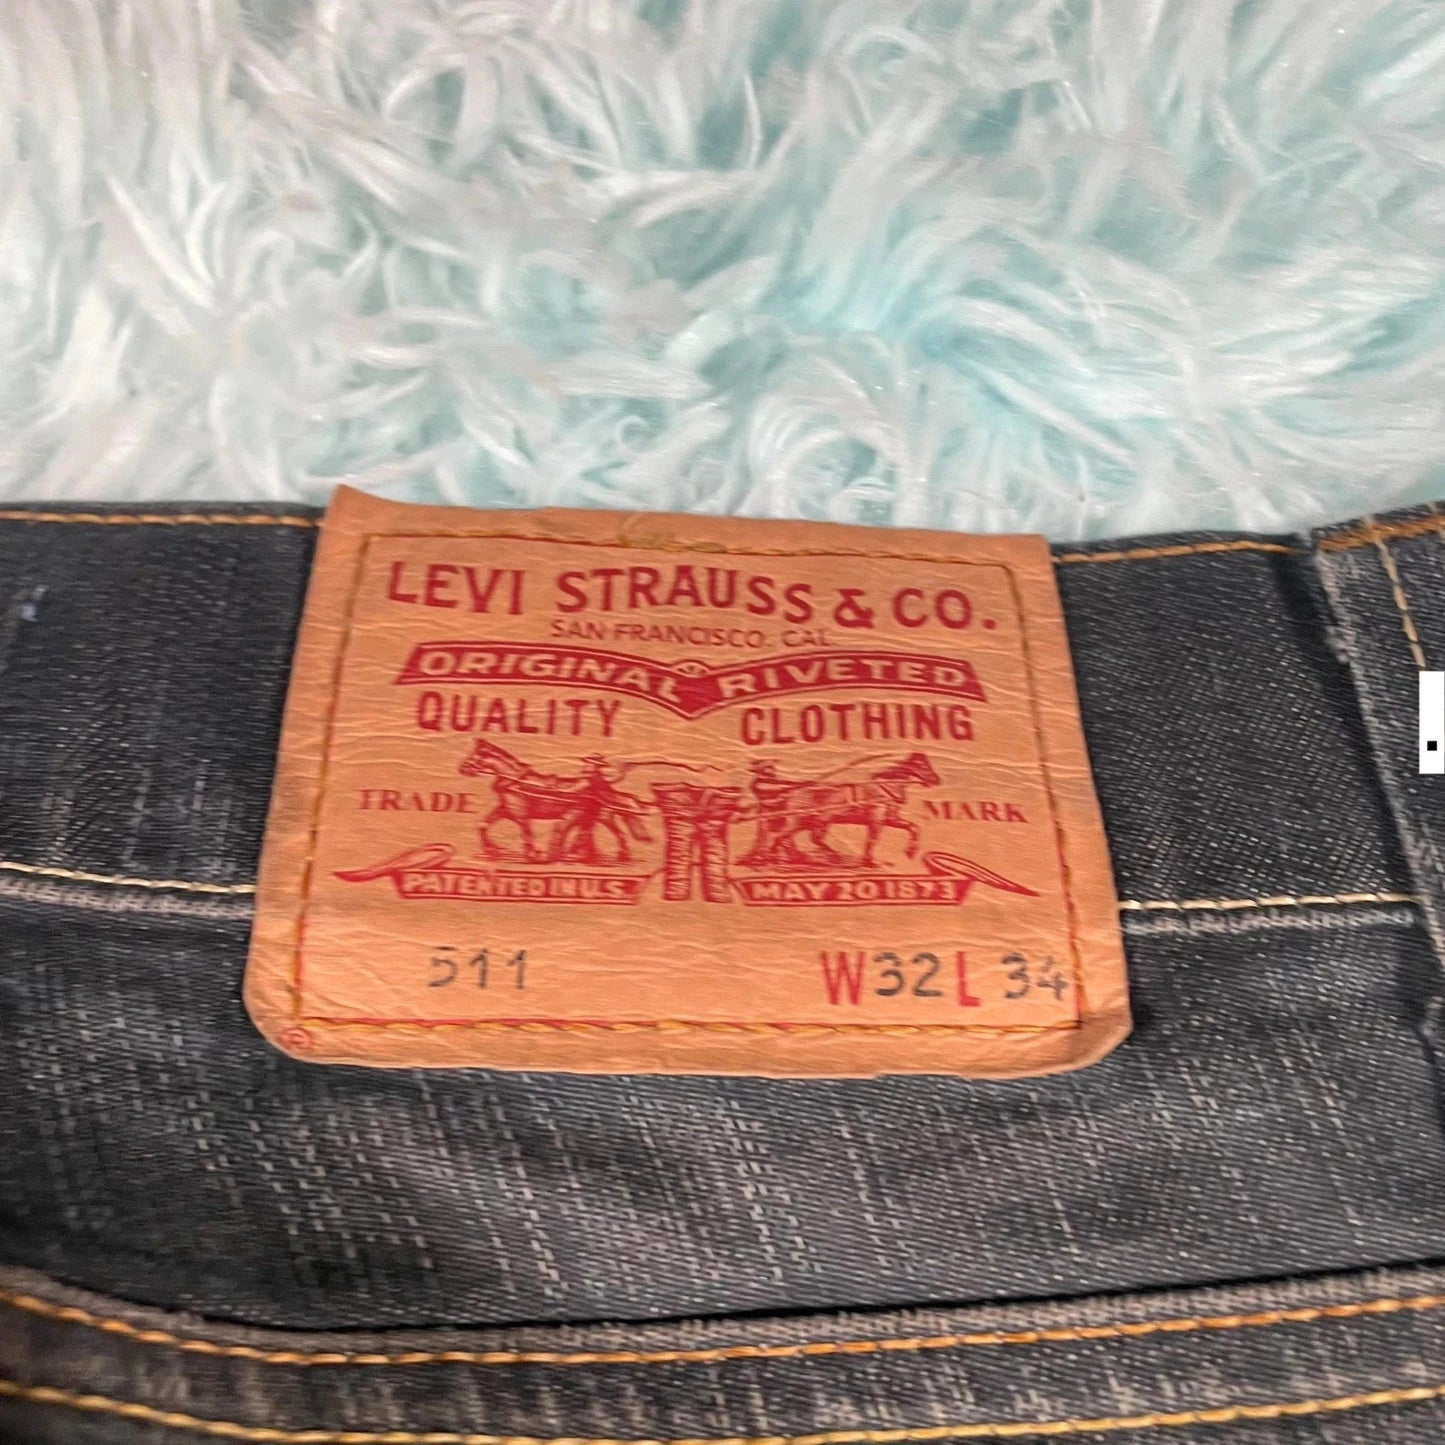 LEVI STRAUSS & CO.
SAN FRANCISCO, CAL
ORIGINAL RIVETED
QUALITY CLOTHING
TRADE MARK
PATENTED IN U.S. MAY 20 1873
511 W32 L 34
®